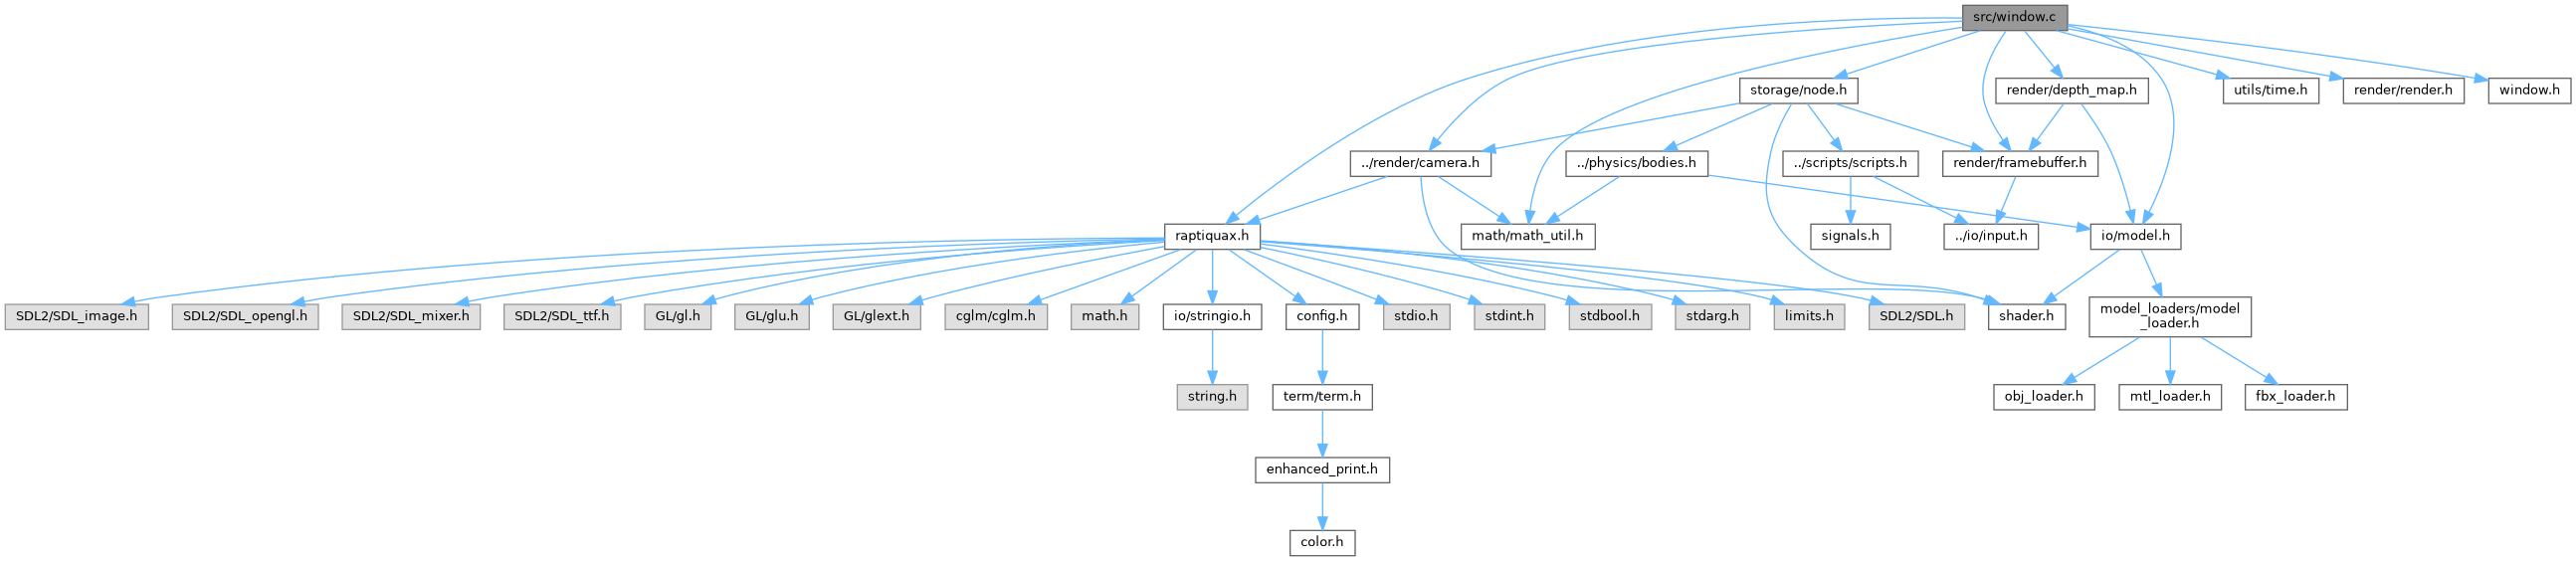 src/window.c
storage/node.h
render/depth_map.h
utils/time.h
render/render.h
window.h
../render/camera.h
../physics/bodies.h
../scripts/scripts.h
render/framebuffer.h
raptiquax.h
math/math_util.h
signals.h
../io/input.h
io/model.h
SDL2/SDL_image.h
SDL2/SDL_opengl.h
SDL2/SDL_mixer.h
SDL2/SDL_ttf.h
GL/gl.h
GL/glu.h
GL/glext.h
cglm/cglm.h
math.h
io/stringio.h
config.h
stdio.h
stdint.h
stdbool.h
stdarg.h
limits.h
SDL2/SDL.h
shader.h
model_loaders/model
_loader.h
string.h
term/term.h
obj_loader.h
mtl_loader.h
fbx_loader.h
enhanced_print.h
color.h